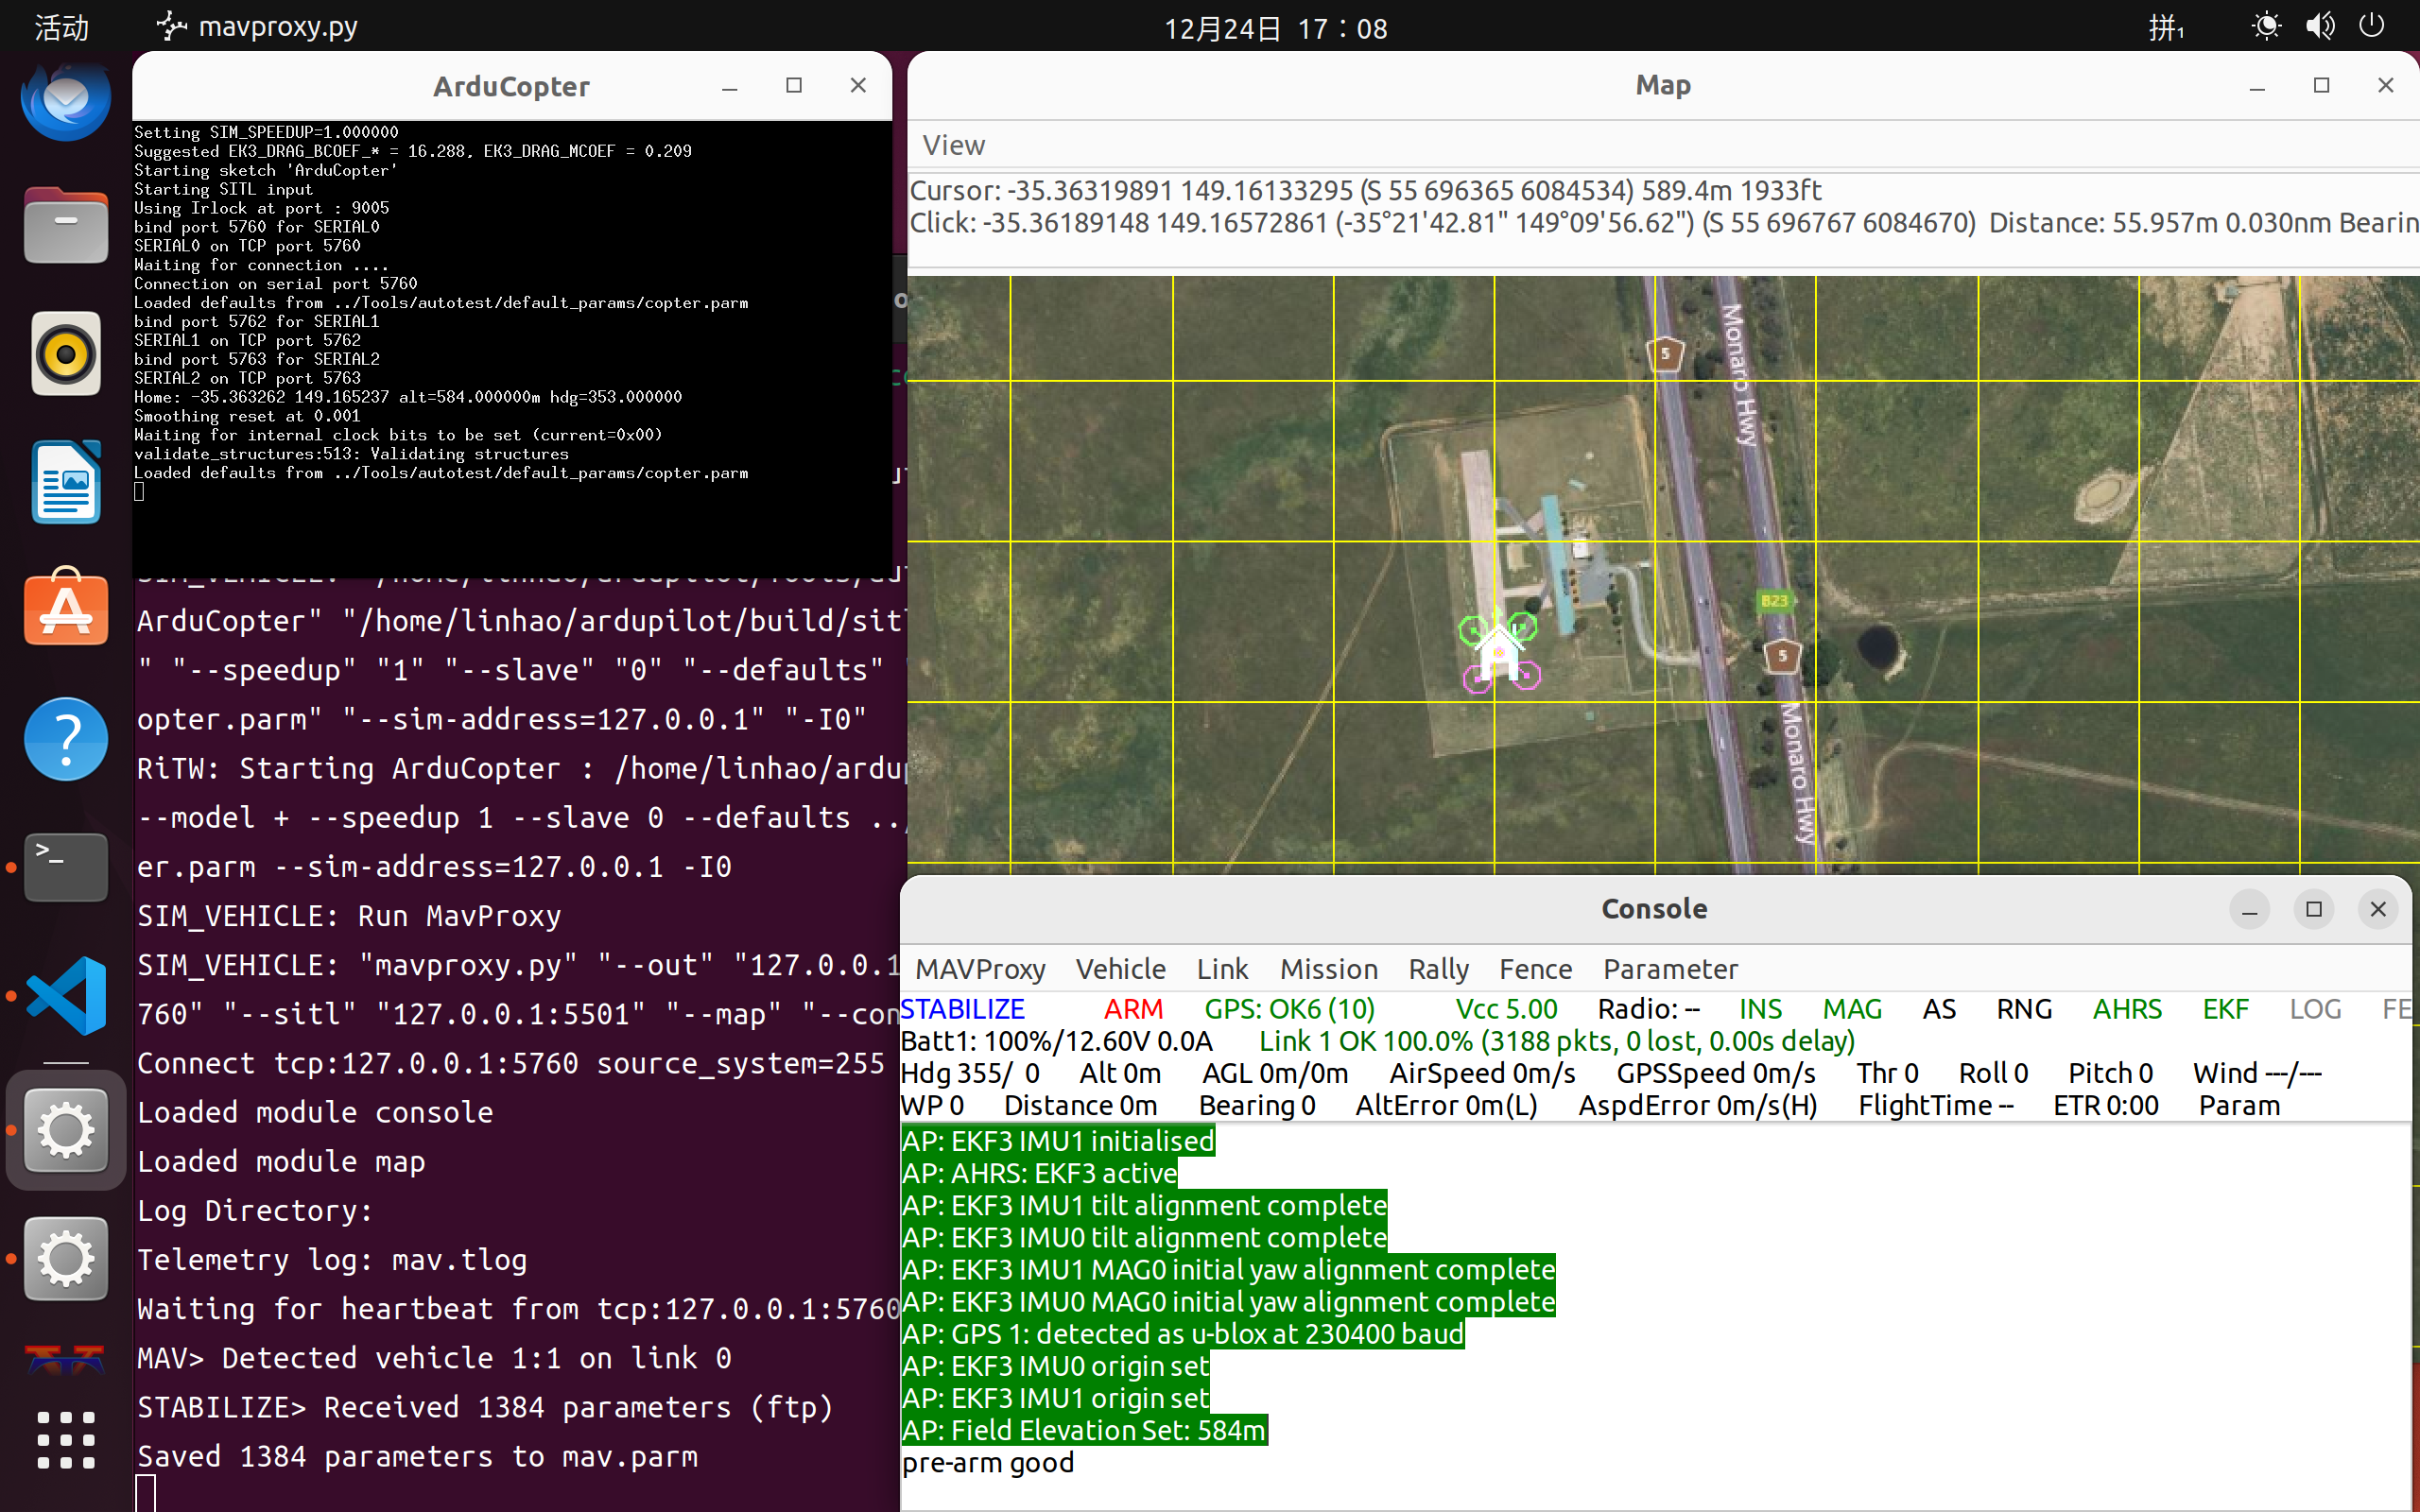 活动
mavproxy.py
12月24日 17：08
拼₁
ArduCopter
Setting SIM_SPEEDUP=1.000000
Suggested EK3_DRAG_BCOEF_* = 16.288, EK3_DRAG_MCOEF = 0.209
Starting sketch 'ArduCopter'
Starting SITL input
Using Irlock at port : 9005
bind port 5760 for SERIAL0
SERIAL0 on TCP port 5760
Waiting for connection ....
Connection on serial port 5760
Loaded defaults from ../Tools/autotest/default_params/copter.parm
bind port 5762 for SERIAL1
SERIAL1 on TCP port 5762
bind port 5763 for SERIAL2
SERIAL2 on TCP port 5763
Home: -35.363262 149.165237 alt=584.000000m hdg=353.000000
Smoothing reset at 0.001
Waiting for internal clock bits to be set (current=0x00)
validate_structures:513: Validating structures
Loaded defaults from ../Tools/autotest/default_params/copter.parm
ArduCopter" "/home/linhao/ardupilot/build/sitl
" "--speedup" "1" "--slave" "0" "--defaults"
opter.parm" "--sim-address=127.0.0.1" "-I0"
RiTW: Starting ArduCopter : /home/linhao/ardup
--model + --speedup 1 --slave 0 --defaults ../
er.parm --sim-address=127.0.0.1 -I0
SIM_VEHICLE: Run MavProxy
SIM_VEHICLE: "mavproxy.py" "--out" "127.0.0.1
760" "--sitl" "127.0.0.1:5501" "--map" "--con
Connect tcp:127.0.0.1:5760 source_system=255
Loaded module console
Loaded module map
Log Directory:
Telemetry log: mav.tlog
Waiting for heartbeat from tcp:127.0.0.1:5760
MAV> Detected vehicle 1:1 on link 0
STABILIZE> Received 1384 parameters (ftp)
Saved 1384 parameters to mav.parm
Map
View
Cursor: -35.36319891 149.16133295 (S 55 696365 6084534) 589.4m 1933ft
Click: -35.36189148 149.16572861 (-35°21'42.81" 149°09'56.62") (S 55 696767 6084670) Distance: 55.957m 0.030nm Bearin
Monaro Hwy
5
B23
5
Monaro Hwy
Console
MAVProxy Vehicle Link Mission Rally Fence Parameter
STABILIZE ARM GPS: OK6 (10) Vcc 5.00 Radio: -- INS MAG AS RNG AHRS EKF LOG FE
Batt1: 100%/12.60V 0.0A Link 1 OK 100.0% (3188 pkts, 0 lost, 0.00s delay)
Hdg 355/ 0 Alt 0m AGL 0m/0m AirSpeed 0m/s GPSSpeed 0m/s Thr 0 Roll 0 Pitch 0 Wind ---/---
WP 0 Distance 0m Bearing 0 AltError 0m(L) AspdError 0m/s(H) FlightTime -- ETR 0:00 Param
AP: EKF3 IMU1 initialised
AP: AHRS: EKF3 active
AP: EKF3 IMU1 tilt alignment complete
AP: EKF3 IMU0 tilt alignment complete
AP: EKF3 IMU1 MAG0 initial yaw alignment complete
AP: EKF3 IMU0 MAG0 initial yaw alignment complete
AP: GPS 1: detected as u-blox at 230400 baud
AP: EKF3 IMU0 origin set
AP: EKF3 IMU1 origin set
AP: Field Elevation Set: 584m
pre-arm good